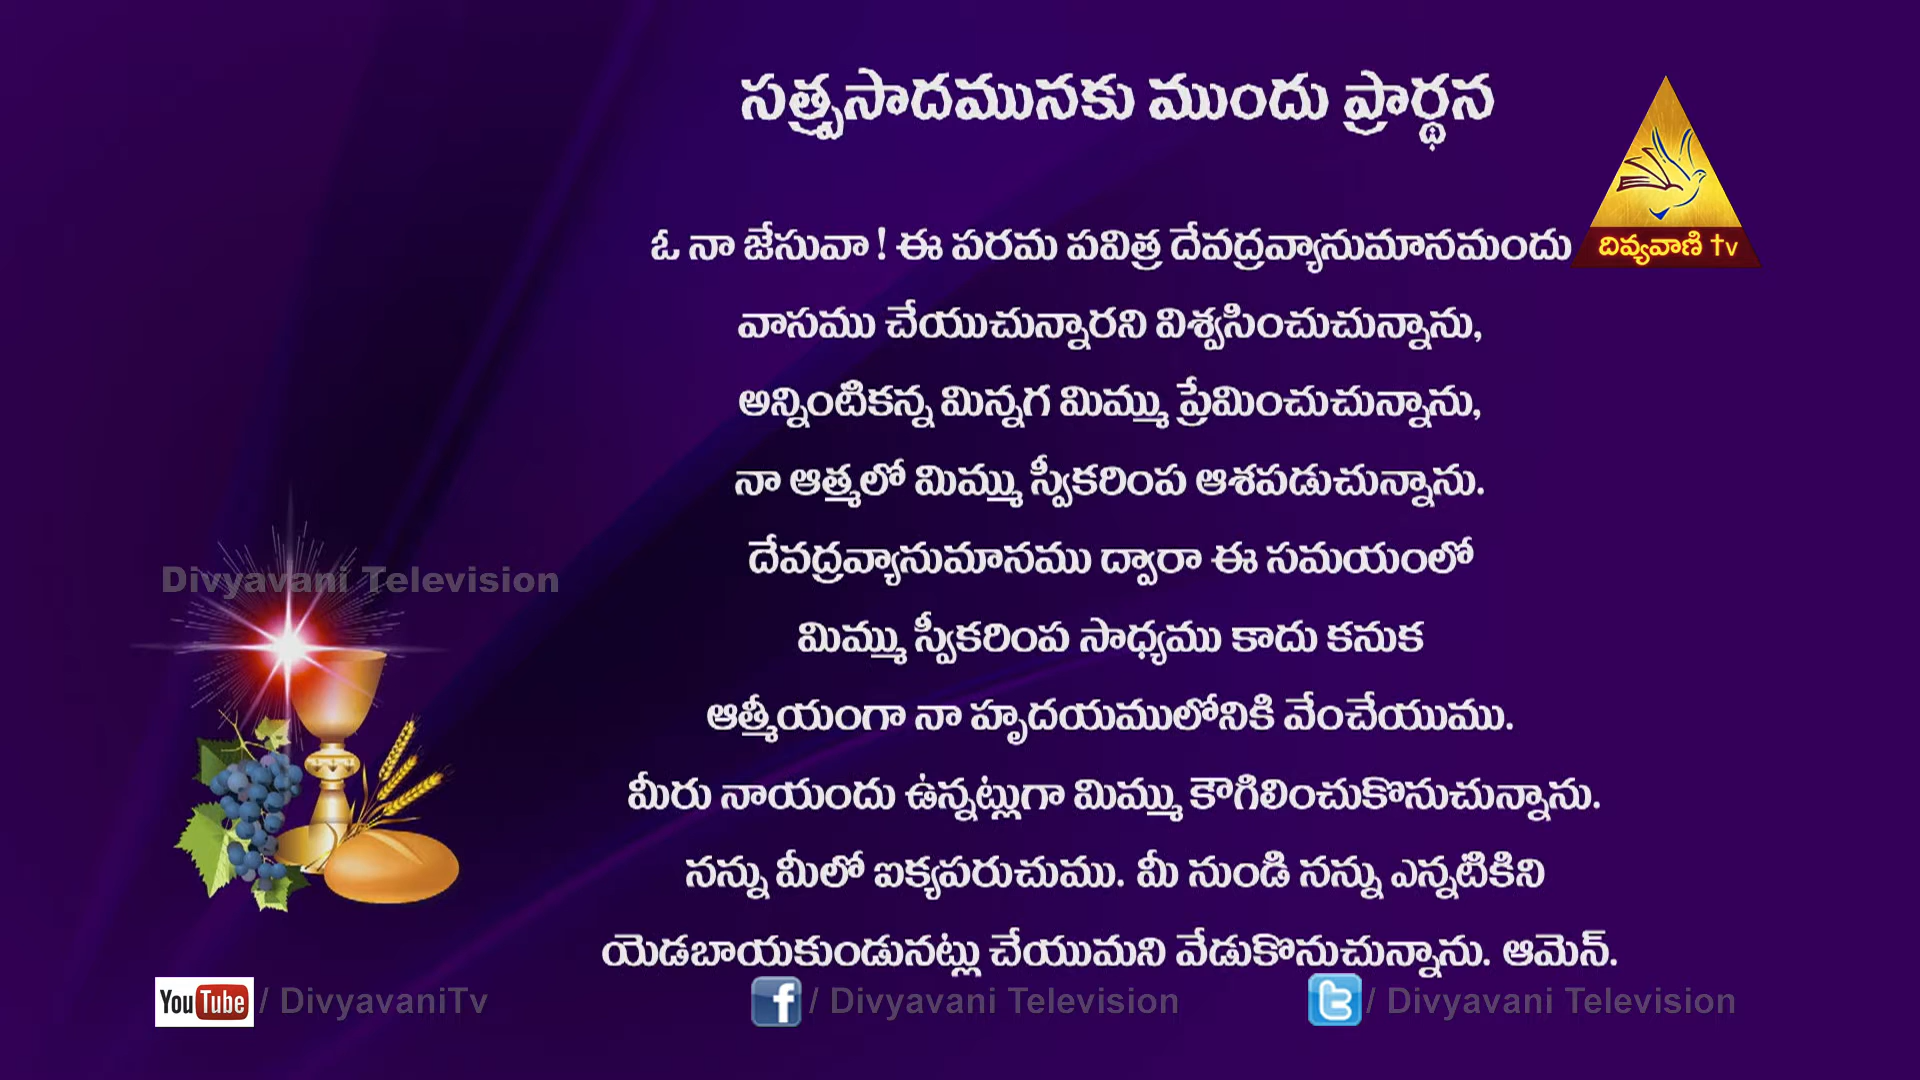 సత్ప్రసాదమునకు ముందు ప్రార్థన
ఓ నా జేసువా ! ఈ పరమ పవిత్ర దేవద్రవ్యానుమానమందు
దివ్యవాణి tv
వాసము చేయుచున్నారని విశ్వసించుచున్నాను,
అన్నింటికన్న మిన్నగ మిమ్ము ప్రేమించుచున్నాను,
నా ఆత్మలో మిమ్ము స్వీకరింప ఆశపడుచున్నాను.
దేవద్రవ్యానుమానము ద్వారా ఈ సమయంలో
Divyavani Television
మిమ్ము స్వీకరింప సాధ్యము కాదు కనుక
ఆత్మీయంగా నా హృదయములోనికి వేంచేయుము.
మీరు నాయందు ఉన్నట్లుగా మిమ్ము కౌగిలించుకొనుచున్నాను.
నన్ను మీలో ఐక్యపరుచుము. మీ నుండి నన్ను ఎన్నటికిని
యెడబాయకుండునట్లు చేయుమని వేడుకొనుచున్నాను. ఆమెన్.
YouTube / DivyavaniTv
f / Divyavani Television
t / Divyavani Television